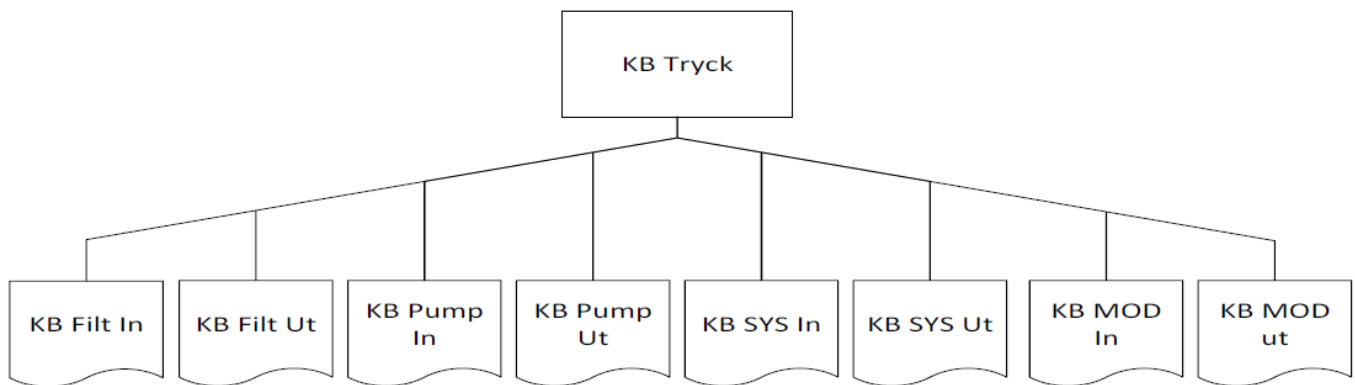 KB Tryck
KB Filt In
KB Filt Ut
KB Pump
In
KB Pump
Ut
KB SYS In
KB SYS Ut
KB MOD
In
KB MOD
ut